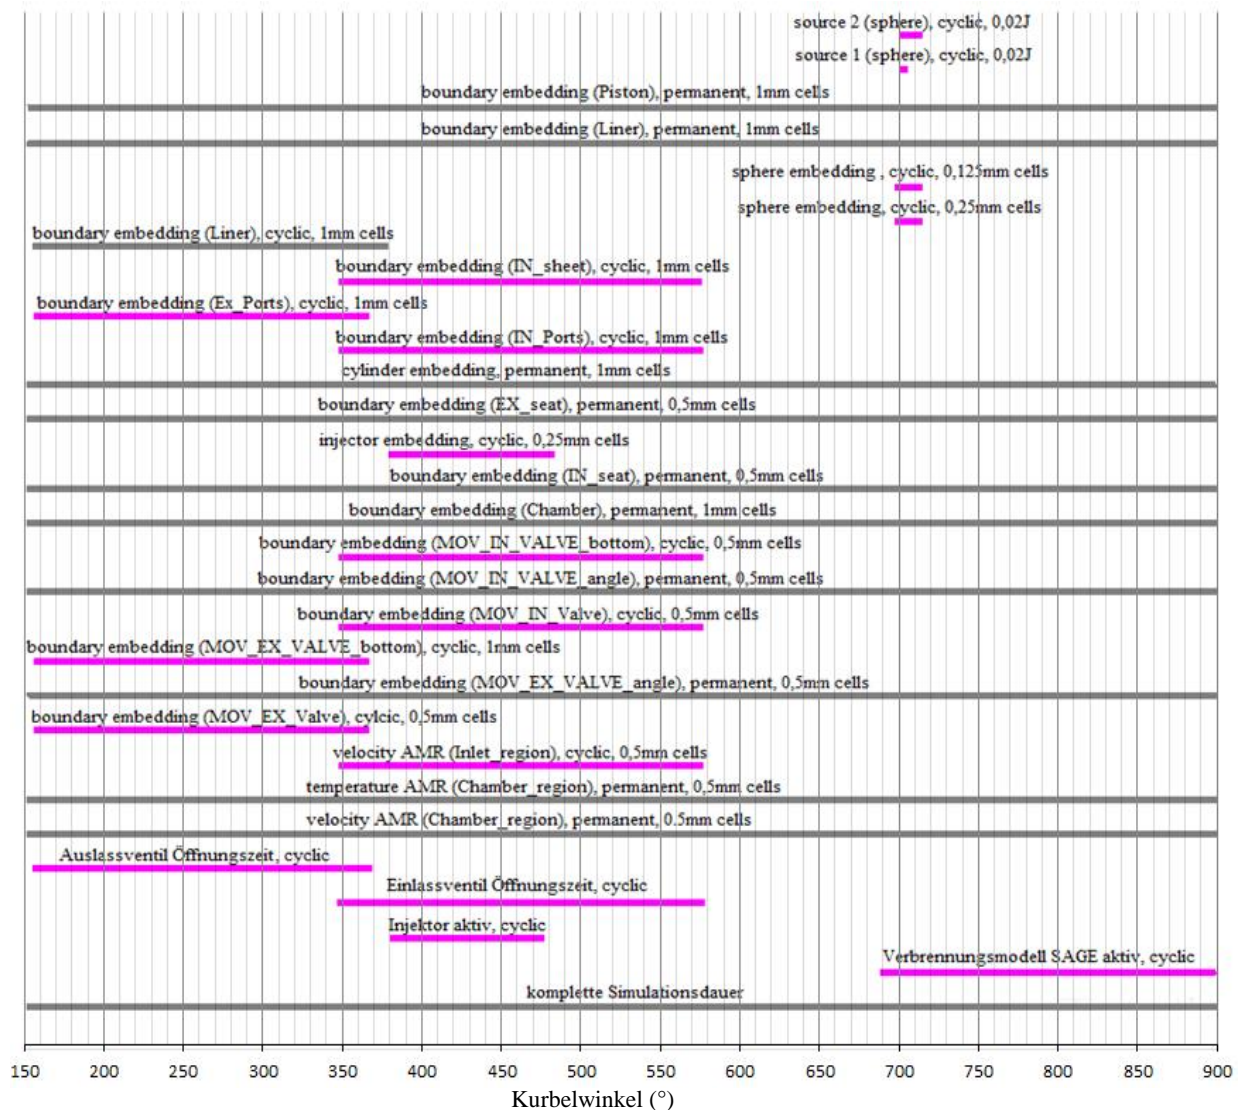 source 2 (sphere), cyclic, 0,02J
source 1 (sphere), cyclic, 0,02J
boundary embedding (Piston), permanent, 1mm cells
boundary embedding (Liner), permanent, 1mm cells
sphere embedding , cyclic, 0,125mm cells
sphere embedding, cyclic, 0,25mm cells
boundary embedding (Liner), cyclic, 1mm cells
boundary embedding (IN_sheet), cyclic, 1mm cells
boundary embedding (Ex_Ports), cyclic, 1mm cells
boundary embedding (IN_Ports), cyclic, 1mm cells
cylinder embedding, permanent, 1mm cells
boundary embedding (EX_seat), permanent, 0,5mm cells
injector embedding, cyclic, 0,25mm cells
boundary embedding (IN_seat), permanent, 0,5mm cells
boundary embedding (Chamber), permanent, 1mm cells
boundary embedding (MOV_IN_VALVE_bottom), cyclic, 0,5mm cells
boundary embedding (MOV_IN_VALVE_angle), permanent, 0,5mm cells
boundary embedding (MOV_IN_Valve), cyclic, 0,5mm cells
boundary embedding (MOV_EX_VALVE_bottom), cyclic, 1mm cells
boundary embedding (MOV_EX_VALVE_angle), permanent, 0,5mm cells
boundary embedding (MOV_EX_Valve), cylcic, 0,5mm cells
velocity AMR (Inlet_region), cyclic, 0,5mm cells
temperature AMR (Chamber_region), permanent, 0,5mm cells
velocity AMR (Chamber_region), permanent, 0.5mm cells
Auslassventil Öffnungszeit, cyclic
Einlassventil Öffnungszeit, cyclic
Injektor aktiv, cyclic
Verbrennungsmodell SAGE aktiv, cyclic
komplette Simulationsdauer
150 200 250 300 350 400 450 500 550 600 650 700 750 800 850 900
Kurbelwinkel (°)